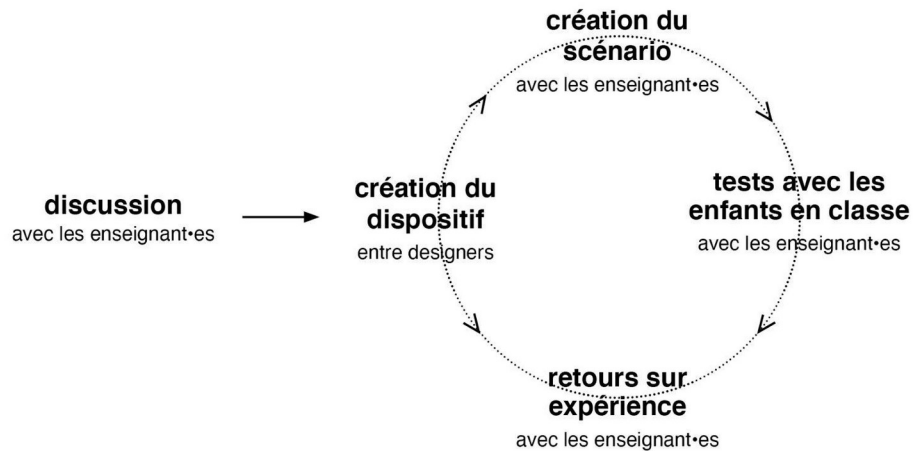 création du
scénario
avec les enseignant•es
discussion
avec les enseignant•es
création du
dispositif
entre designers
tests avec les
enfants en classe
avec les enseignant•es
retours sur
expérience
avec les enseignant•es